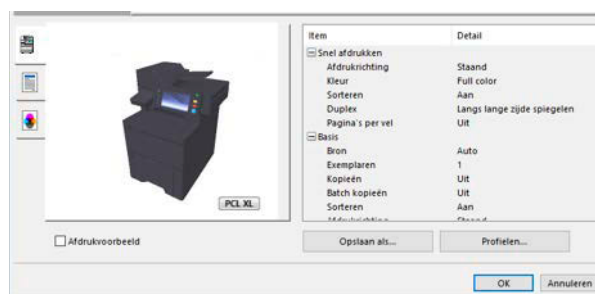 Item Detail
Snel afdrukken
Afdrukrichting Staand
Kleur Full color
Sorteren Aan
Duplex Langs lange zijde spiegelen
Pagina's per vel Uit
Basis
Bron Auto
Exemplaren 1
Kopieën Uit
Batch kopieën Uit
Sorteren Aan
Afdrukrichting Staand
PCL XL
Afdrukvoorbeeld Opslaan als... Profielen...
OK Annuleren